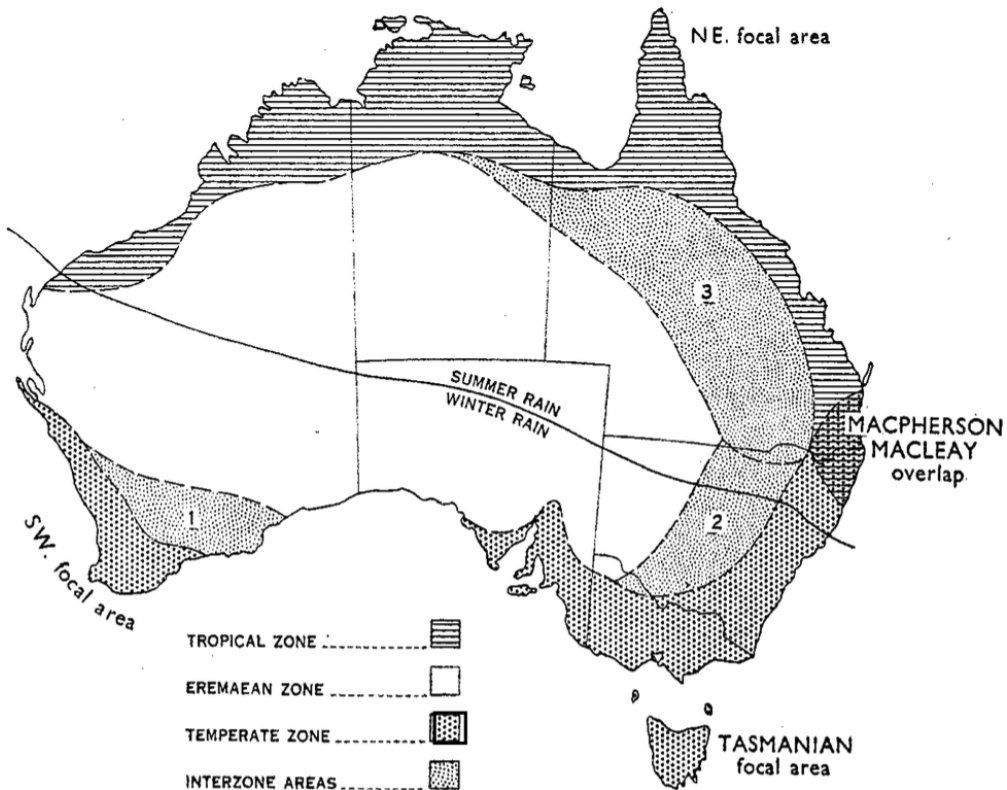 NE. focal area
3
SUMMER RAIN
WINTER RAIN
MACPHERSON
MACLEAY
overlap
1
2
SW. focal area
TROPICAL ZONE
EREMAEAN ZONE
TEMPERATE ZONE
INTERZONE AREAS
TASMANIAN
focal area